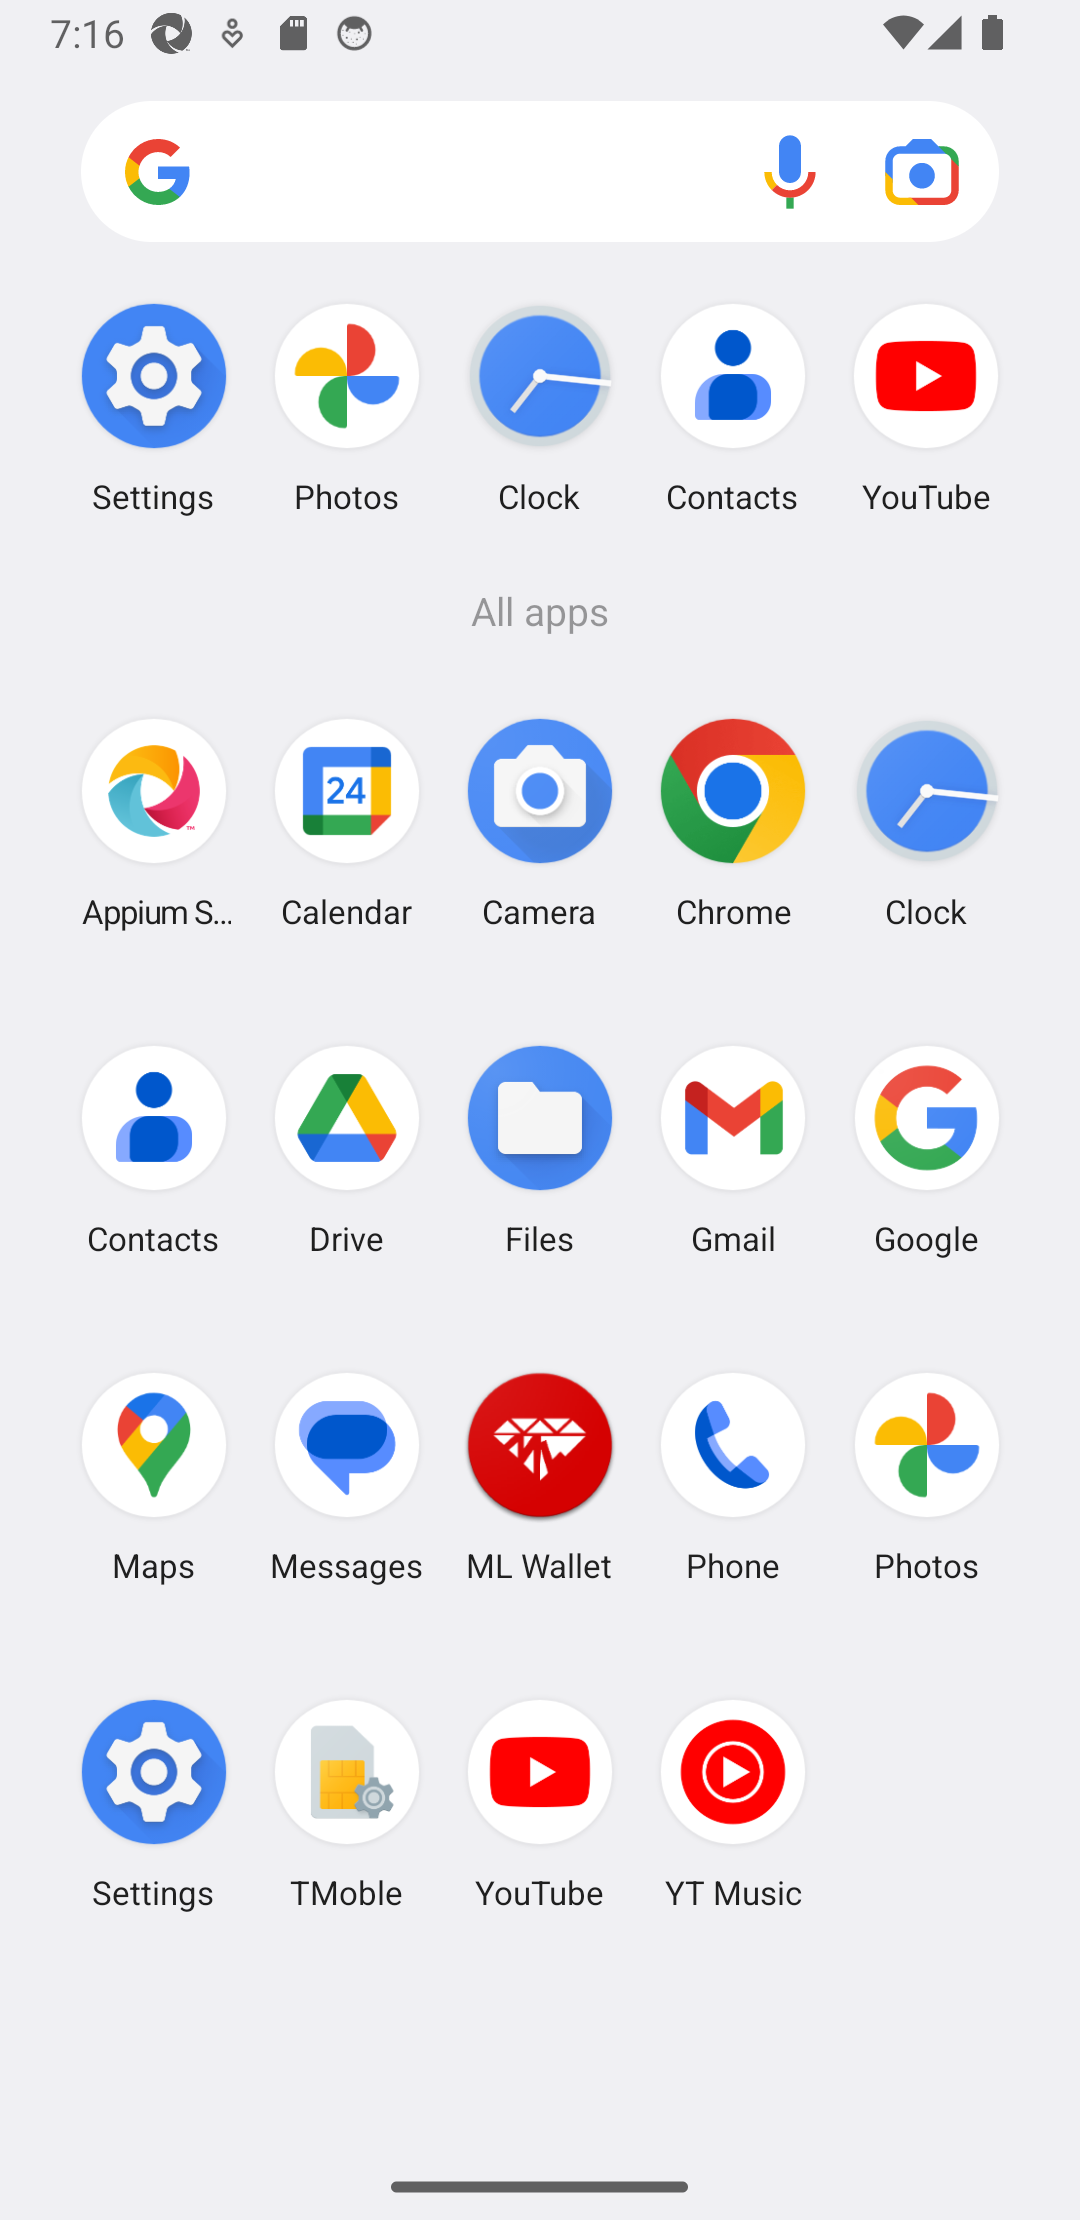 7:16
Settings Photos Clock Contacts YouTube
All apps
24
Appium S... Calendar Camera Chrome Clock
Contacts Drive Files Gmail Google
Maps Messages ML Wallet Phone Photos
Settings TMoble YouTube YT Music